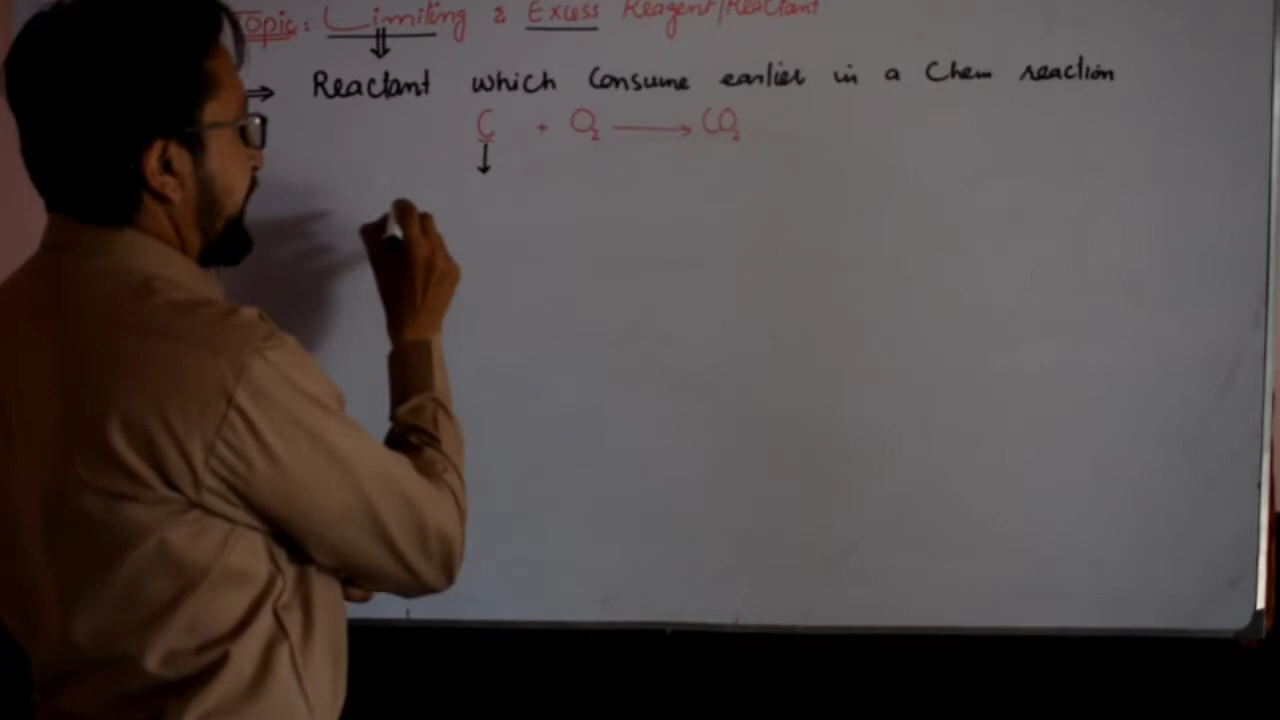 Topic: Limiting & Excess Reagent/Reactant
⇒ Reactant which Consume earlier in a Chem reaction
C + O₂ → CO₂